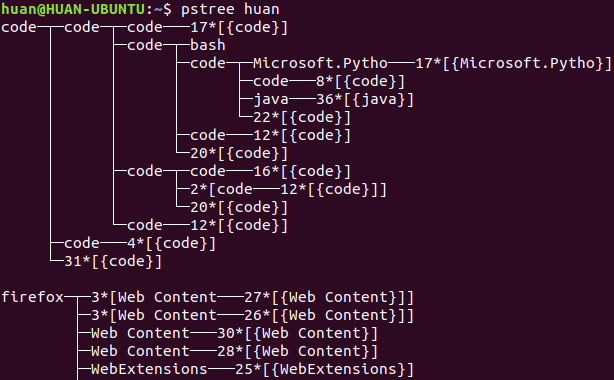 huan@HUAN-UBUNTU:~$ pstree huan
code─┬─code─┬─code───17*[{code}]
     │      ├─code─┬─bash
     │      │      ├─code─┬─Microsoft.Pytho───17*[{Microsoft.Pytho}]
     │      │      │      ├─code───8*[{code}]
     │      │      │      ├─java───36*[{java}]
     │      │      │      └─22*[{code}]
     │      │      ├─code───12*[{code}]
     │      │      └─20*[{code}]
     │      ├─code─┬─code───16*[{code}]
     │      │      ├─2*[code───12*[{code}]]
     │      │      └─20*[{code}]
     │      └─code───12*[{code}]
     ├─code───4*[{code}]
     └─31*[{code}]

firefox─┬─3*[Web Content───27*[{Web Content}]]
        ├─3*[Web Content───26*[{Web Content}]]
        ├─Web Content───30*[{Web Content}]
        ├─Web Content───28*[{Web Content}]
        ├─WebExtensions───25*[{WebExtensions}]